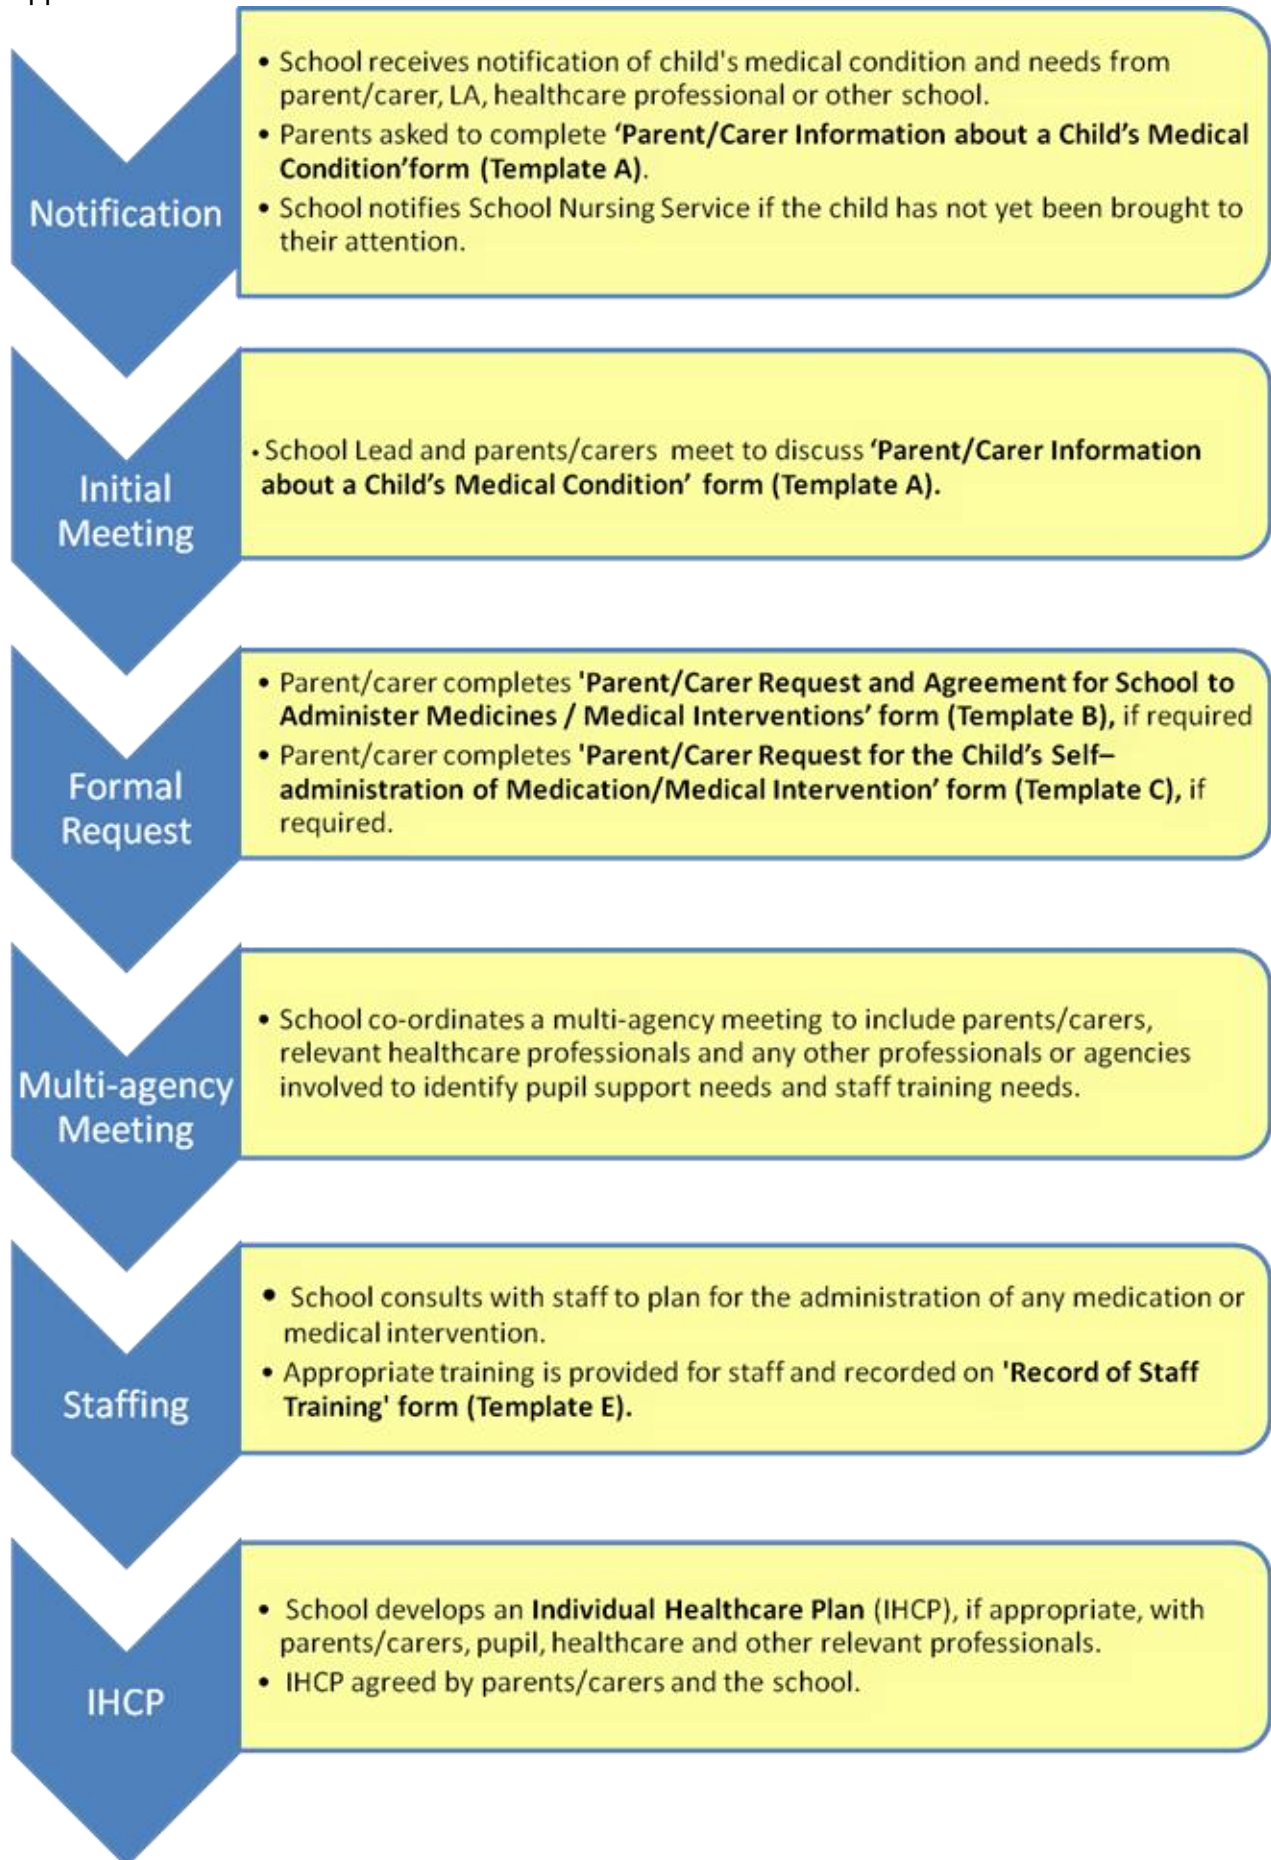 Notification
• School receives notification of child's medical condition and needs from
parent/carer, LA, healthcare professional or other school.
• Parents asked to complete ‘Parent/Carer Information about a Child’s Medical
Condition’form (Template A).
• School notifies School Nursing Service if the child has not yet been brought to
their attention.
Initial
Meeting
• School Lead and parents/carers meet to discuss ‘Parent/Carer Information
about a Child’s Medical Condition’ form (Template A).
Formal
Request
• Parent/carer completes 'Parent/Carer Request and Agreement for School to
Administer Medicines / Medical Interventions’ form (Template B), if required
• Parent/carer completes 'Parent/Carer Request for the Child’s Self–
administration of Medication/Medical Intervention’ form (Template C), if
required.
Multi-agency
Meeting
• School co-ordinates a multi-agency meeting to include parents/carers,
relevant healthcare professionals and any other professionals or agencies
involved to identify pupil support needs and staff training needs.
Staffing
• School consults with staff to plan for the administration of any medication or
medical intervention.
• Appropriate training is provided for staff and recorded on 'Record of Staff
Training' form (Template E).
IHCP
• School develops an Individual Healthcare Plan (IHCP), if appropriate, with
parents/carers, pupil, healthcare and other relevant professionals.
• IHCP agreed by parents/carers and the school.